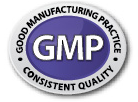 GOOD MANUFACTURING PRACTICE
GMP
• CONSISTENT QUALITY •